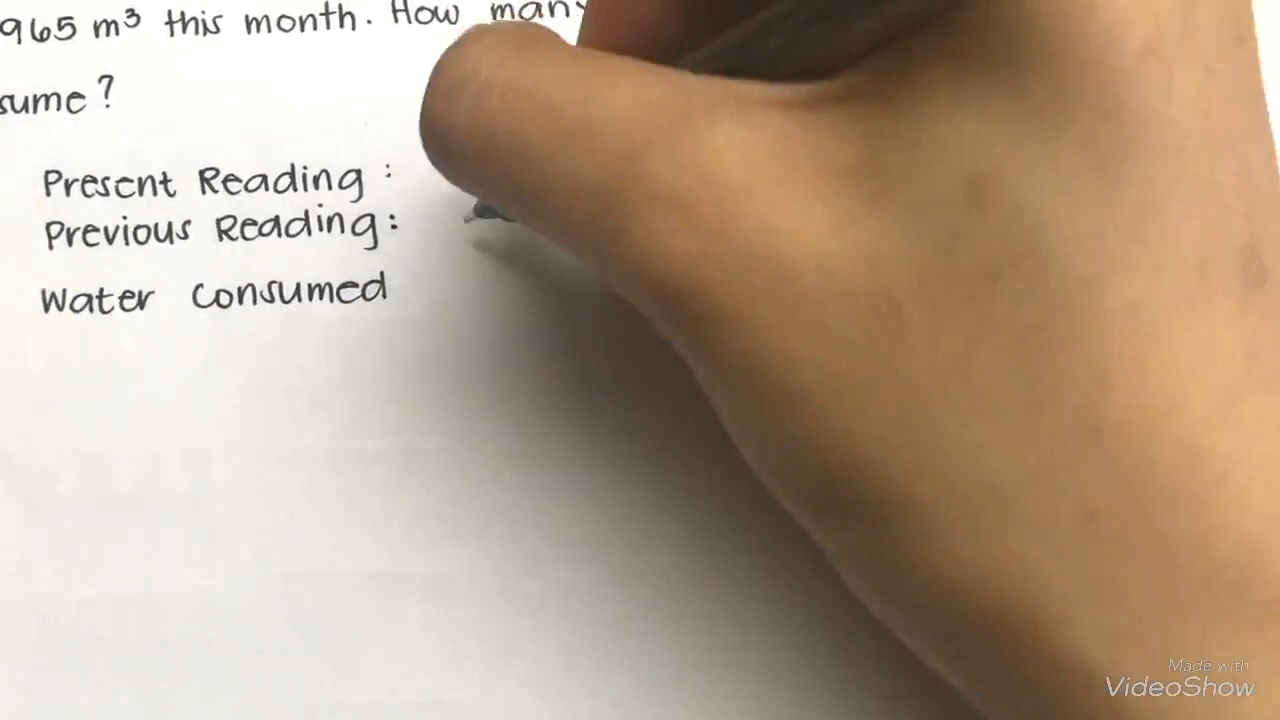 965 m³ this month. How many
sume?
Present Reading :
Previous Reading :
Water Consumed
Made with
VideoShow